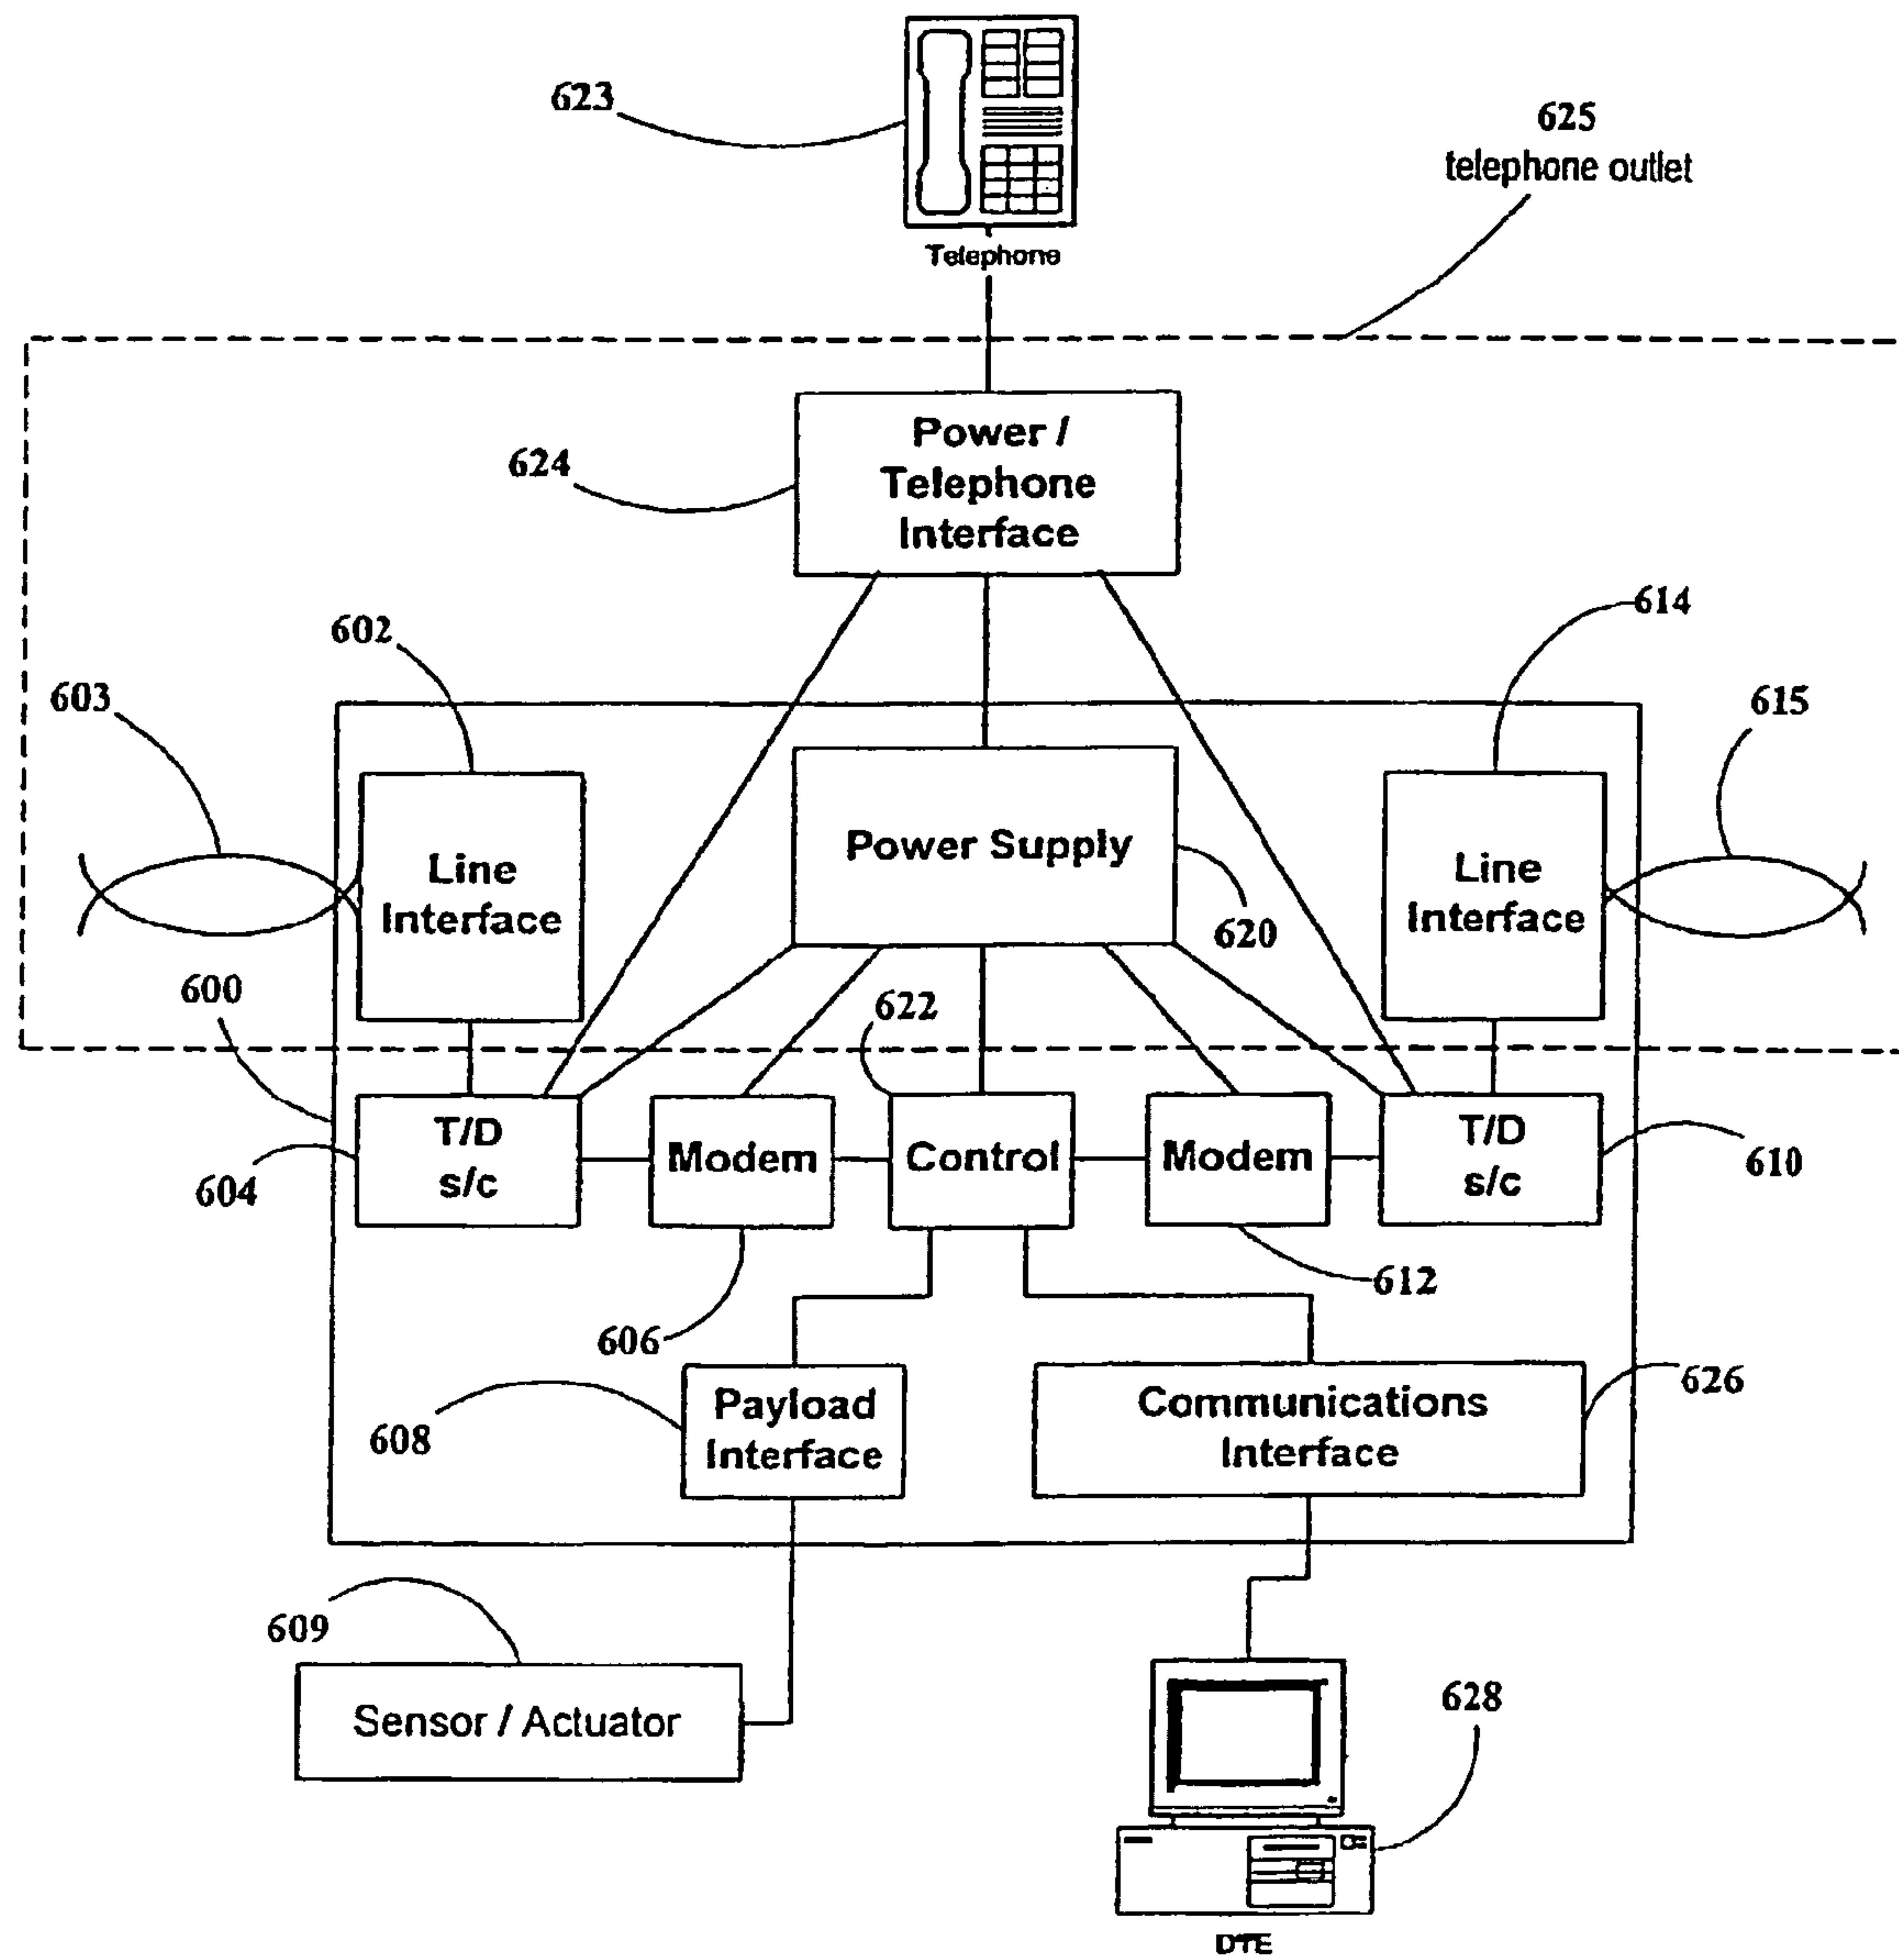 623
625
telephone outlet
Telephone
Power /
Telephone
Interface
624
602
614
603
615
Line
Interface
Power Supply
Line
Interface
620
600
622
T/D
s/c
Modem
Control
Modem
T/D
s/c
604
610
606
612
Payload
Interface
Communications
Interface
626
608
609
Sensor / Actuator
628
DTE